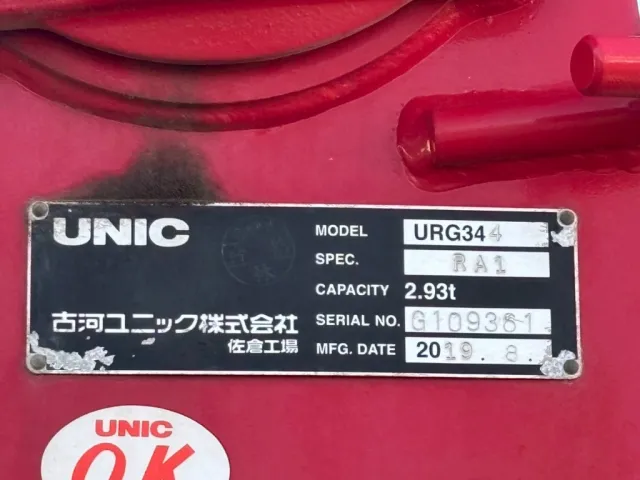 UNIC
MODEL URG344
SPEC. RA1
CAPACITY 2.93t
古河ユニック株式会社
SERIAL NO. G109361
佐倉工場
MFG. DATE 2019. 8.
UNIC
OK